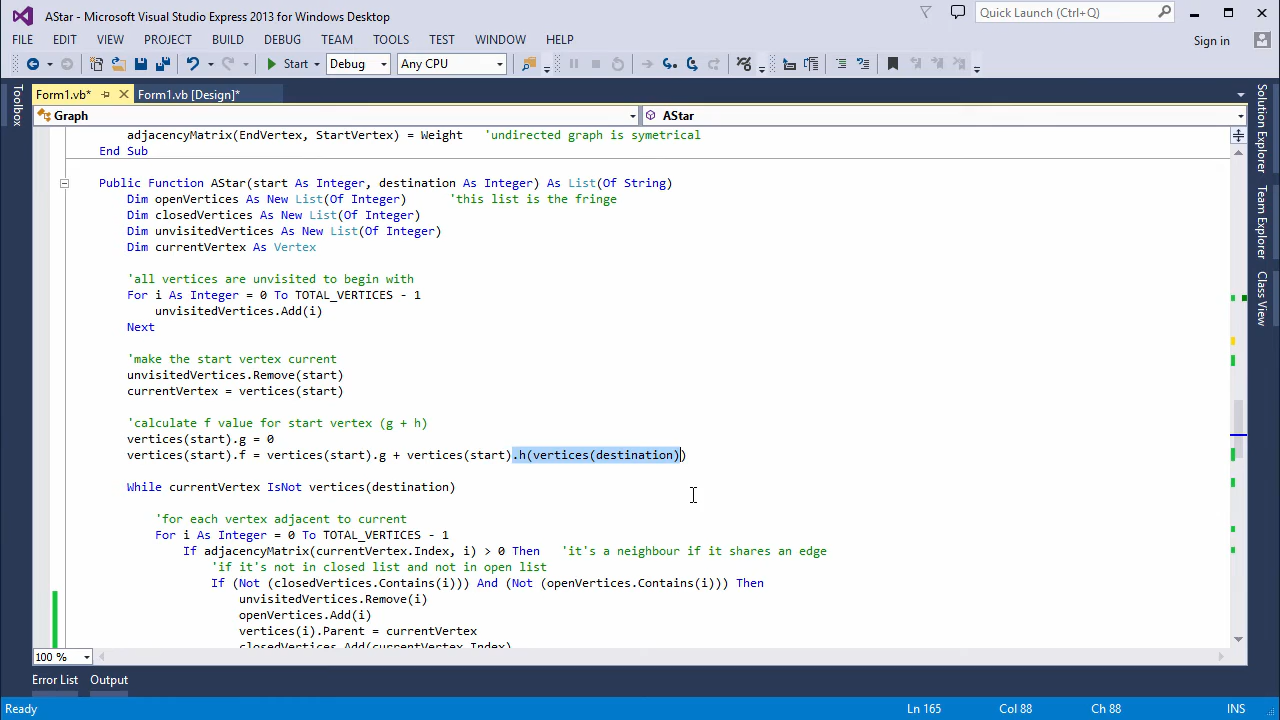 AStar - Microsoft Visual Studio Express 2013 for Windows Desktop
Quick Launch (Ctrl+Q)
FILE EDIT VIEW PROJECT BUILD DEBUG TEAM TOOLS TEST WINDOW HELP
Sign in
Start Debug Any CPU
Form1.vb* Form1.vb [Design]*
Graph AStar
Toolbox
Solution Explorer
Team Explorer
Class View
adjacencyMatrix(EndVertex, StartVertex) = Weight 'undirected graph is symetrical
End Sub
Public Function AStar(start As Integer, destination As Integer) As List(Of String)
Dim openVertices As New List(Of Integer) 'this list is the fringe
Dim closedVertices As New List(Of Integer)
Dim unvisitedVertices As New List(Of Integer)
Dim currentVertex As Vertex
'all vertices are unvisited to begin with
For i As Integer = 0 To TOTAL_VERTICES - 1
unvisitedVertices.Add(i)
Next
'make the start vertex current
unvisitedVertices.Remove(start)
currentVertex = vertices(start)
'calculate f value for start vertex (g + h)
vertices(start).g = 0
vertices(start).f = vertices(start).g + vertices(start).h(vertices(destination))
While currentVertex IsNot vertices(destination)
'for each vertex adjacent to current
For i As Integer = 0 To TOTAL_VERTICES - 1
If adjacencyMatrix(currentVertex.Index, i) > 0 Then 'it's a neighbour if it shares an edge
'if it's not in closed list and not in open list
If (Not (closedVertices.Contains(i))) And (Not (openVertices.Contains(i))) Then
unvisitedVertices.Remove(i)
openVertices.Add(i)
vertices(i).Parent = currentVertex
closedVertices.Add(currentVertex.Index)
100 %
Error List Output
Ready Ln 165 Col 88 Ch 88 INS